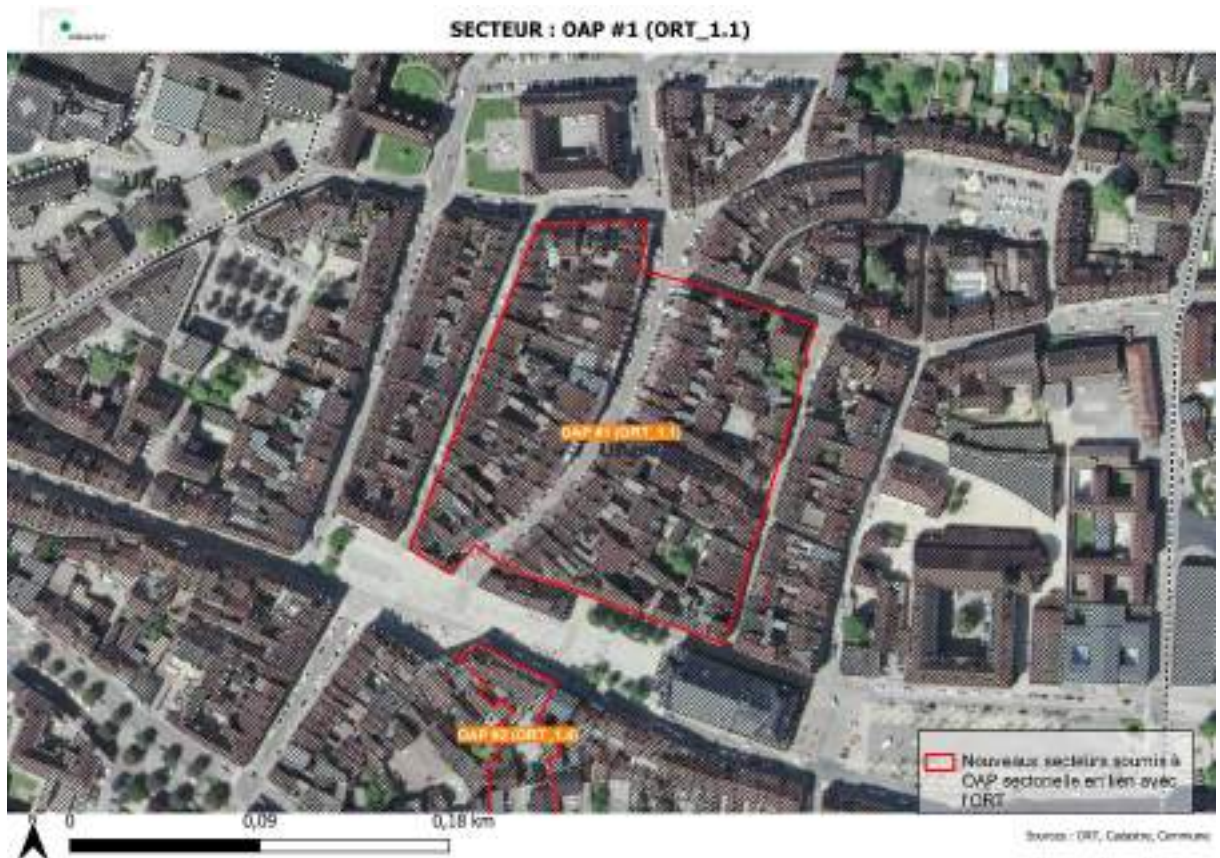 SECTEUR : OAP #1 (ORT_1.1)
OAP #1 (ORT_1.1)
OAP #2 (ORT_1.4)
Nouveaux secteurs soumis à
OAP sectorielle en lien avec
l'ORT
N
0
0,09
0,18 km
Sources : ORT, Cadastre, Commune